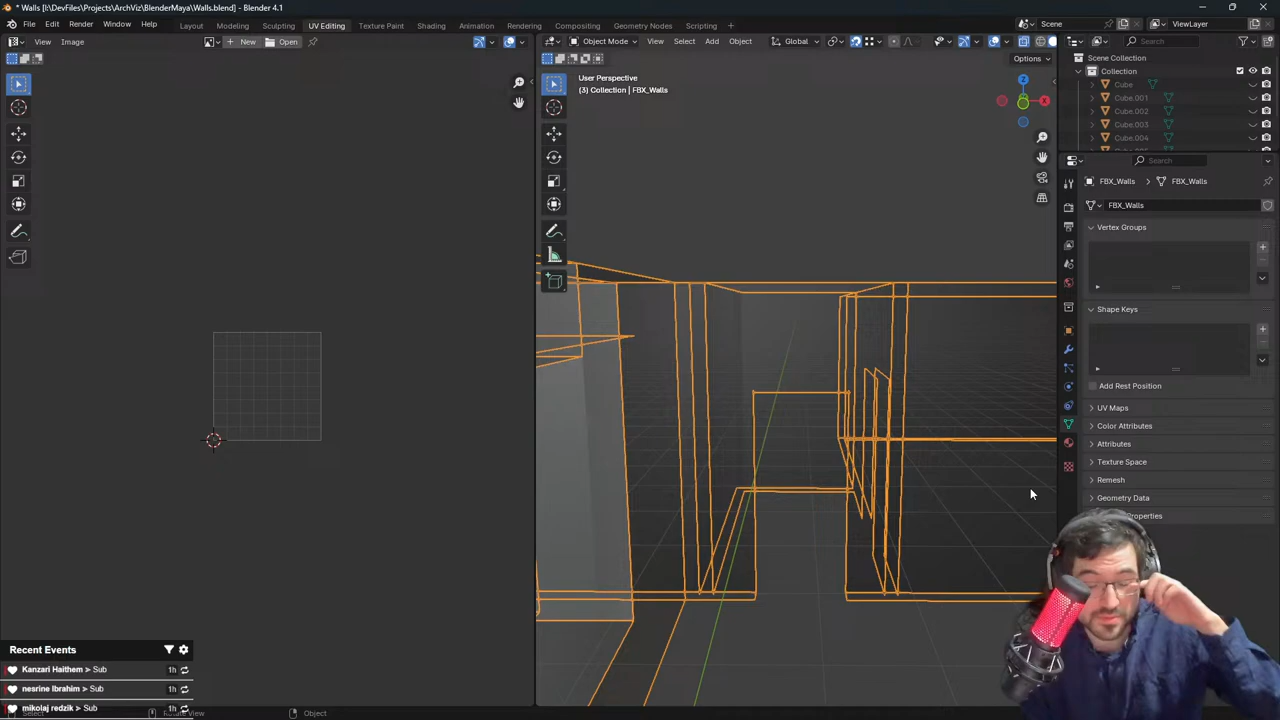 * Walls [I:\DevFiles\Projects\ArchViz\BlenderMaya\Walls.blend] - Blender 4.1
File Edit Render Window Help Layout Modeling Sculpting UV Editing Texture Paint Shading Animation Rendering Compositing Geometry Nodes Scripting Scene ViewLayer
View Image New Open Object Mode View Select Add Object Global Search
Options
User Perspective
(3) Collection | FBX_Walls
Z
X
Scene Collection
Collection
Cube
Cube.001
Cube.002
Cube.003
Cube.004
Search
FBX_Walls FBX_Walls
FBX_Walls
Vertex Groups
Shape Keys
Add Rest Position
UV Maps
Color Attributes
Attributes
Texture Space
Remesh
Geometry Data
Properties
Recent Events
Kanzari Haithem > Sub 1h
nesrine Ibrahim > Sub 1h
mikolaj redzik > Sub 1h
Select Rotate View Object